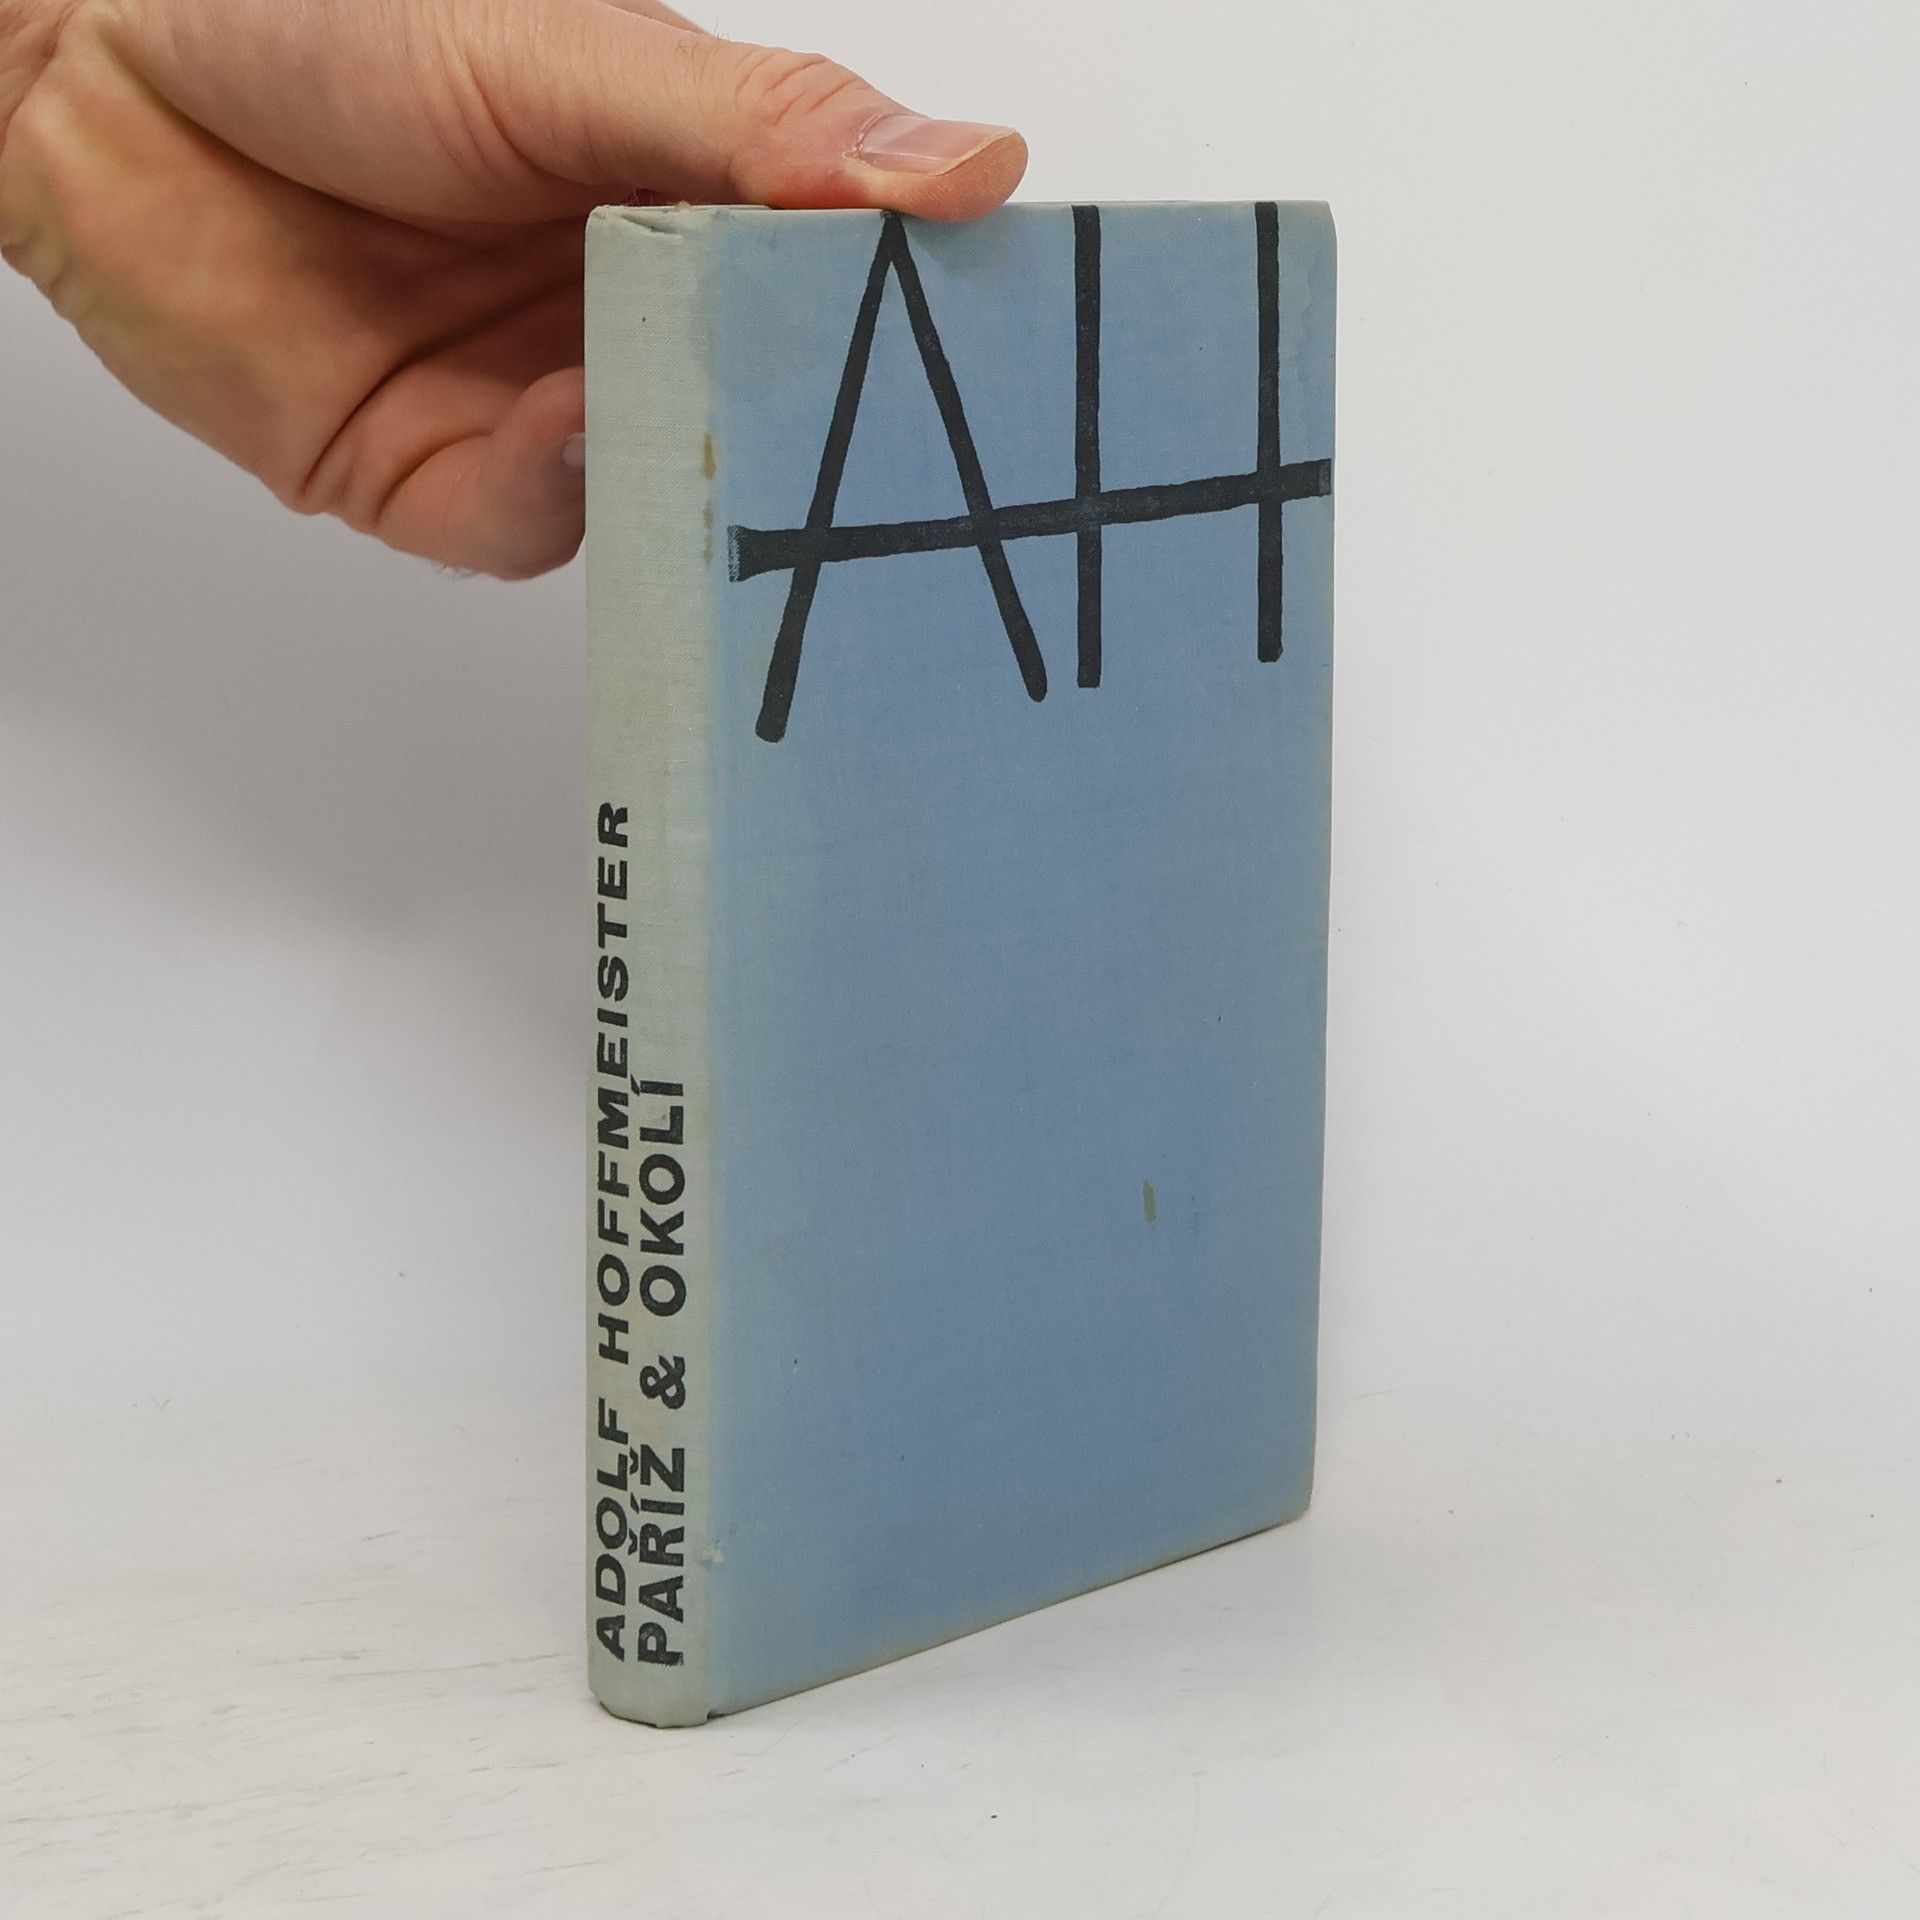 AH
ADOLF HOFFMEISTER
PAŘÍŽ & OKOLÍ